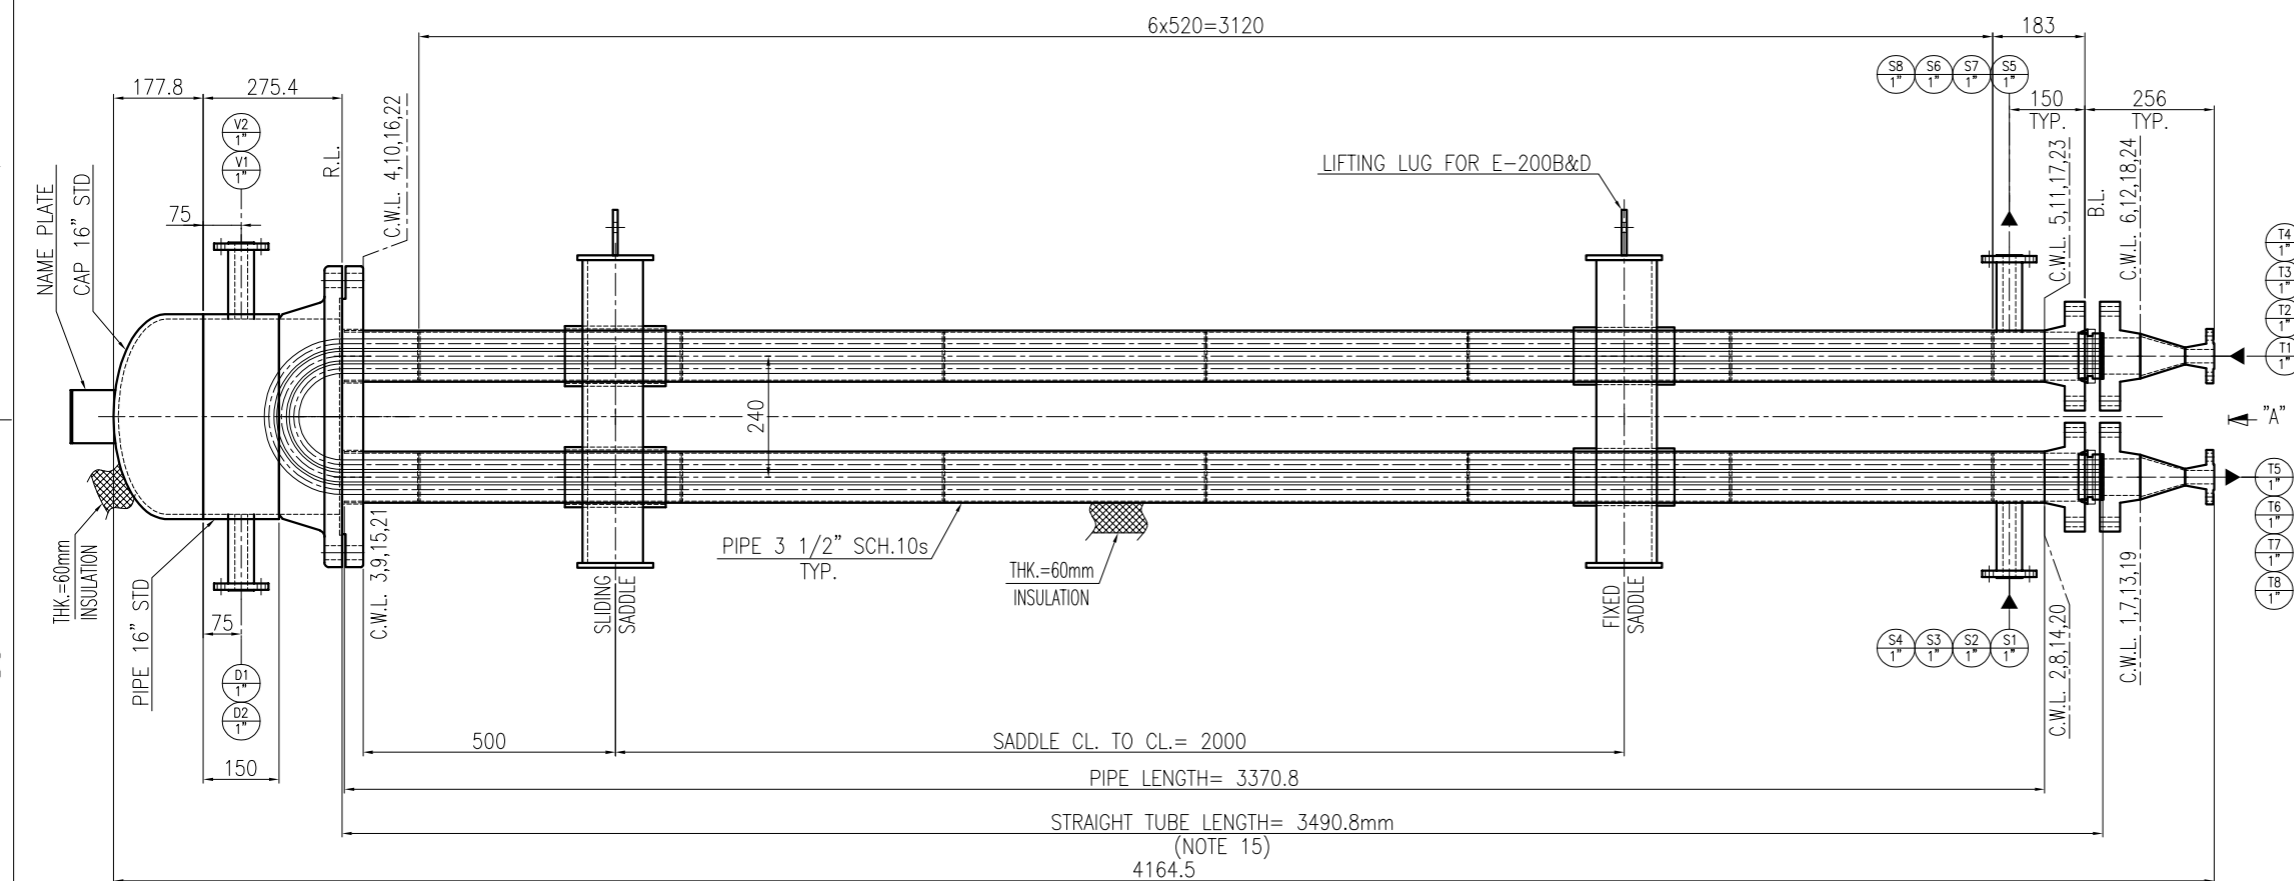 6x520=3120
183
177.8
275.4
S8
1"
S6
1"
S7
1"
S5
1"
150
TYP.
256
TYP.
V2
1"
V1
1"
R.L.
C.W.L. 4,10,16,22
NAME PLATE
CAP 16" STD
75
LIFTING LUG FOR E-200B&D
C.W.L. 5,11,17,23
B.L.
C.W.L. 6,12,18,24
T4
1"
T3
1"
T2
1"
T1
1"
240
"A"
T5
1"
T6
1"
T7
1"
T8
1"
THK.=60mm
INSULATION
PIPE 16" STD
75
D1
1"
D2
1"
C.W.L. 3,9,15,21
SLIDING
SADDLE
PIPE 3 1/2" SCH.10s
TYP.
THK.=60mm
INSULATION
FIXED
SADDLE
S4
1"
S3
1"
S2
1"
S1
1"
C.W.L. 2,8,14,20
C.W.L. 1,7,13,19
500
SADDLE CL. TO CL.= 2000
150
PIPE LENGTH= 3370.8
STRAIGHT TUBE LENGTH= 3490.8mm
(NOTE 15)
4164.5